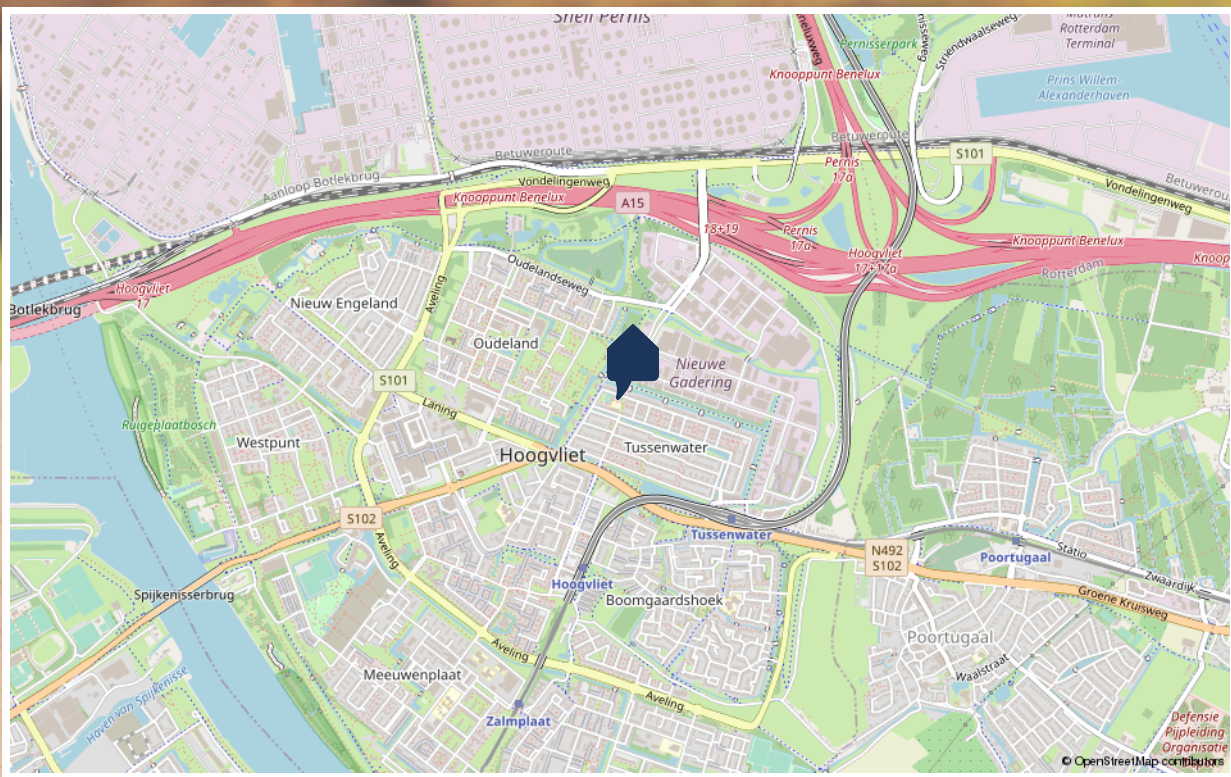 Shell Pernis
Matrans
Rotterdam
Terminal
Pernisserpark
Knooppunt Benelux
Prins Willem-
Alexanderhaven
Betuweroute
Betuweroute
S101
Pernis
17a
Aanloop Botlekbrug
Vondelingenweg
Vondelingenweg
Knooppunt Benelux
A15
18+19
Pernis
17a
Hoogvliet
17+17a
Knooppunt Benelux
Rotterdam
Oudelandseweg
Hoogvliet
17
Botlekbrug
Nieuw Engeland
Aveling
Oudeland
Nieuwe
Gadering
S101
Laning
Ruigeplaatbosch
Westpunt
Hoogvliet
Tussenwater
S102
Aveling
Tussenwater
N492
S102
Poortugaal
Statio
Zwaardijk
Hoogvliet
Spijkenisserbrug
Boomgaardshoek
Groene Kruisweg
Poortugaal
Aveling
Waalstraat
Meeuwenplaat
Aveling
Haven van Spijkenisse
Zalmplaat
Defensie
Pijpleiding
Organisatie
© OpenStreetMap contributors